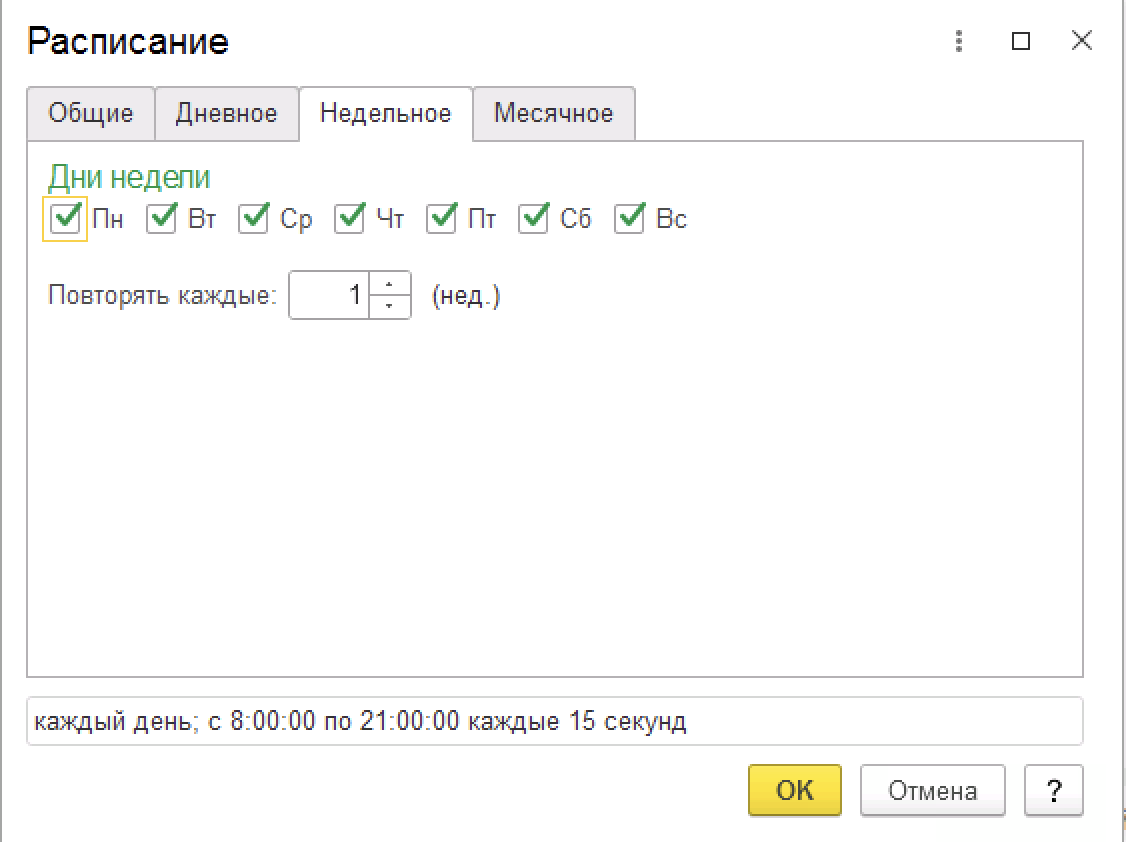 Расписание
Общие Дневное Недельное Месячное
Дни недели
Пн Вт Ср Чт Пт Сб Вс
Повторять каждые: 1 (нед.)
каждый день; с 8:00:00 по 21:00:00 каждые 15 секунд
ОК Отмена ?